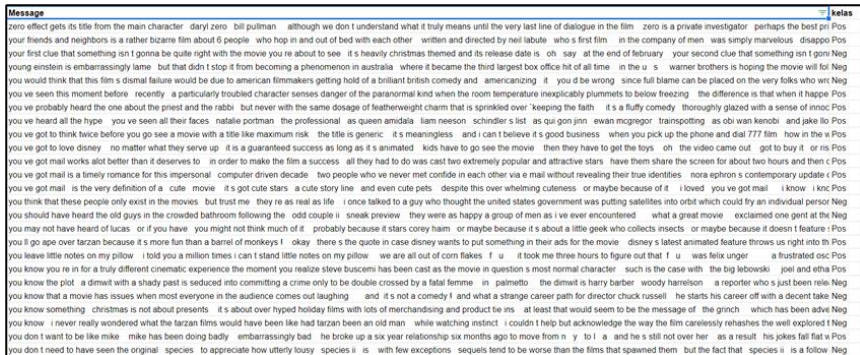 Message kelas
zero effect gets its title from the main character daryl zero bill pullman although we don t understand what it truly means until the very last line of dialogue in the film zero is a private investigator perhaps the best pri Pos
your friends and neighbors is a rather bizarre film about 6 people who hop in and out of bed with each other written and directed by neil labute who s first film in the company of men was simply marvelous disappo Pos
your first clue that something isn t gonna be quite right with the movie you re about to see it s heavily christmas themed and its release date is oh say at the end of february your second clue that something isn t gon Neg
young einstein is embarrassingly lame but that didn t stop it from becoming a phenomenon in australia where it became the third largest box office hit of all time in the u s warner brothers is hoping the movie will fol Neg
you would think that this film s dismal failure would be due to american filmmakers getting hold of a brilliant british comedy and americanizing it you d be wrong since full blame can be placed on the very folks who wro Neg
you ve seen this moment before recently a particularly troubled character senses danger of the paranormal kind when the room temperature inexplicably plummets to below freezing the difference is that when it happe Pos
you ve probably heard the one about the priest and the rabbi but never with the same dosage of featherweight charm that is sprinkled over `keeping the faith it s a fluffy comedy thoroughly glazed with a sense of innoc Pos
you ve heard all the hype you ve seen all their faces natalie portman the professional as queen amidala liam neeson schindler s list as qui gon jinn ewan mcgregor trainspotting as obi wan kenobi and jake llo Pos
you ve got to think twice before you go see a movie with a title like maximum risk the title is generic it s meaningless and i can t believe it s good business when you pick up the phone and dial 777 film how in the w Pos
you ve got to love disney no matter what they serve up it is a guaranteed success as long as it s animated kids have to go see the movie then they have to get the toys oh the video came out got to buy it or ris Pos
you ve got mail works alot better than it deserves to in order to make the film a success all they had to do was cast two extremely popular and attractive stars have them share the screen for about two hours and then c Pos
you ve got mail is a timely romance for this impersonal computer driven decade two people who ve never met confide in each other via e mail without revealing their true identities nora ephron s contemporary update o Pos
you ve got mail is the very definition of a cute movie it s got cute stars a cute story line and even cute pets despite this over whelming cuteness or maybe because of it i loved you ve got mail i know i knc Pos
you think that these people only exist in the movies but trust me they re as real as life i once talked to a guy who thought the united states government was putting satellites into orbit which could fry an individual person Neg
you should have heard the old guys in the crowded bathroom following the odd couple ii sneak preview they were as happy a group of men as i ve ever encountered what a great movie exclaimed one gent at the Neg
you may not have heard of lucas or if you have you might not think much of it probably because it stars corey haim or maybe because it s about a little geek who collects insects or maybe because it doesn t feature s Pos
you ll go ape over tarzan because it s more fun than a barrel of monkeys ! okay there s the quote in case disney wants to put something in their ads for the movie disney s latest animated feature throws us right into th Pos
you leave little notes on my pillow i told you a million times i can t stand little notes on my pillow we are all out of corn flakes f u it took me three hours to figure out that f u was felix unger a frustrated osc Pos
you know you re in for a truly different cinematic experience the moment you realize steve buscemi has been cast as the movie in question s most normal character such is the case with the big lebowski joel and etha Pos
you know the plot a dimwit with a shady past is seduced into committing a crime only to be double crossed by a fatal femme in palmetto the dimwit is harry barber woody harrelson a reporter who s just been rele Neg
you know that a movie has issues when most everyone in the audience comes out laughing and it s not a comedy ! and what a strange career path for director chuck russell he starts his career off with a decent take Neg
you know something christmas is not about presents it s about over hyped holiday films with lots of merchandising and product tie ins at least that would seem to be the message of the grinch which has been adve Neg
you know i never really wondered what the tarzan films would have been like had tarzan been an old man while watching instinct i couldn t help but acknowledge the way the film carelessly rehashes the well explored t Neg
you don t want to be like mike mike has been doing badly embarrassingly bad he broke up a six year relationship six months ago to move from n y to l a and he s still not over her as a result his jokes fall flat w Pos
you don t need to have seen the original species to appreciate how utterly lousy species ii is with few exceptions sequels tend to be worse than the films that spawned them but the fact that species ii is a follow Neg